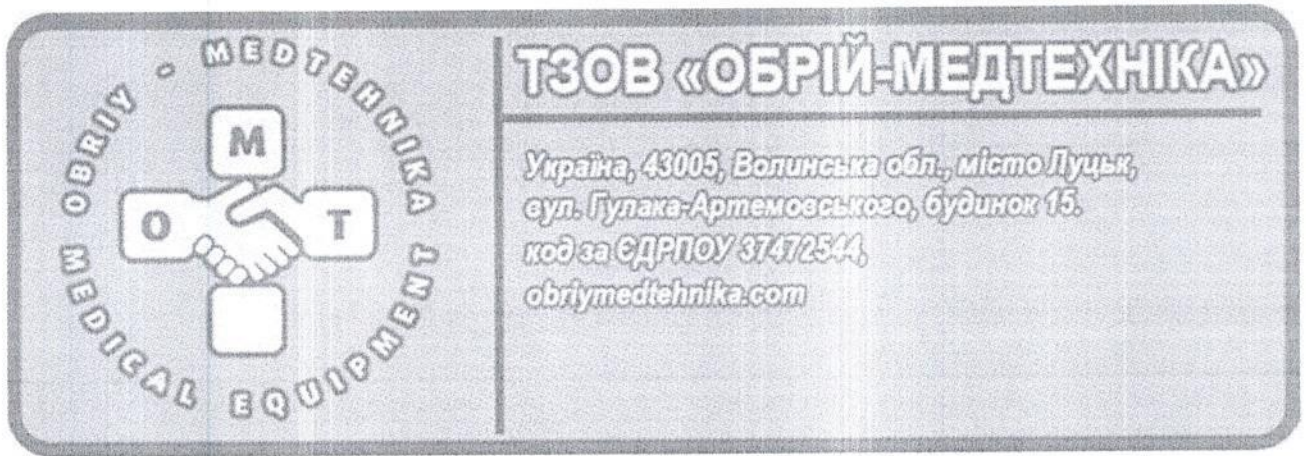 OBRIY - MEDTEHNIKA
MEDICAL EQUIPMENT
М
О Т
ТЗОВ «ОБРІЙ-МЕДТЕХНІКА»
Україна, 43005, Волинська обл., місто Луцьк,
вул. Гулака-Артемовського, будинок 15.
код за ЄДРПОУ 37472544,
obriymedtehnika.com